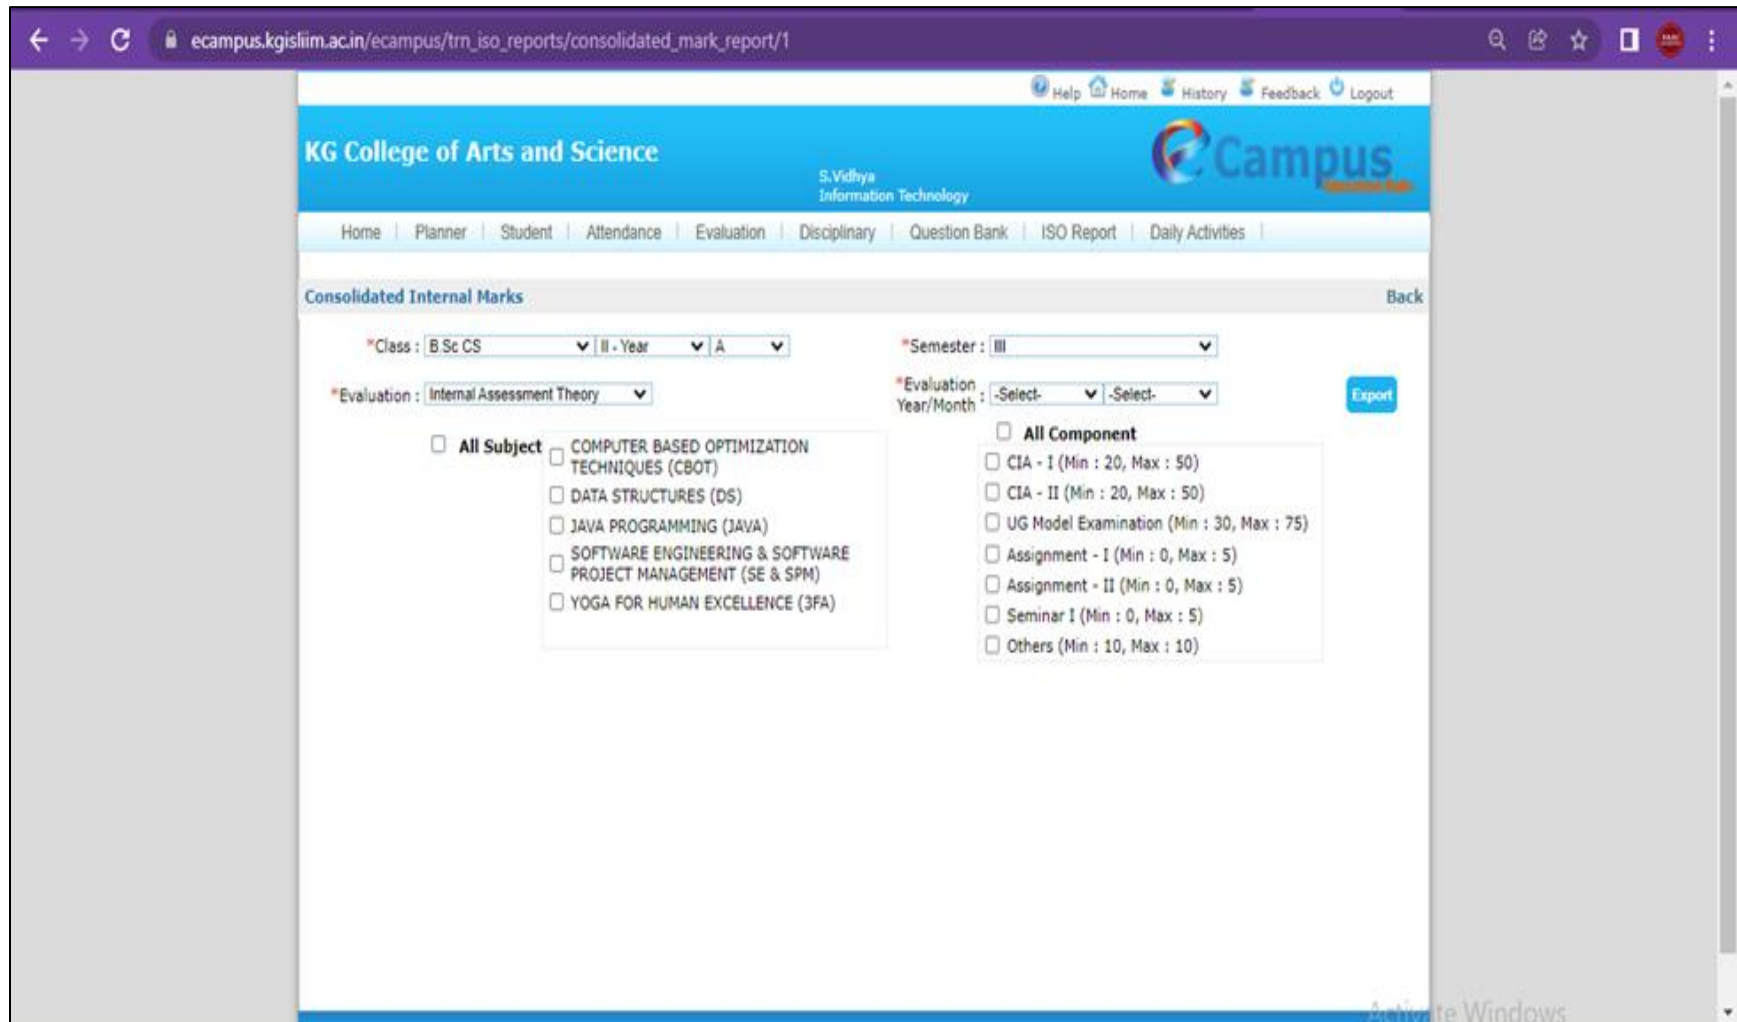 ecampus.kgisliim.ac.in/ecampus/trn_iso_reports/consolidated_mark_report/1
Help Home History Feedback Logout
KG College of Arts and Science
eCampus
S.Vidhya
Information Technology
Home | Planner | Student | Attendance | Evaluation | Disciplinary | Question Bank | ISO Report | Daily Activities |
Consolidated Internal Marks Back
*Class : B.Sc CS II - Year A *Semester : III
*Evaluation : Internal Assessment Theory *Evaluation Year/Month : -Select- -Select- Export
All Subject
COMPUTER BASED OPTIMIZATION
TECHNIQUES (CBOT)
DATA STRUCTURES (DS)
JAVA PROGRAMMING (JAVA)
SOFTWARE ENGINEERING & SOFTWARE
PROJECT MANAGEMENT (SE & SPM)
YOGA FOR HUMAN EXCELLENCE (3FA)
All Component
CIA - I (Min : 20, Max : 50)
CIA - II (Min : 20, Max : 50)
UG Model Examination (Min : 30, Max : 75)
Assignment - I (Min : 0, Max : 5)
Assignment - II (Min : 0, Max : 5)
Seminar I (Min : 0, Max : 5)
Others (Min : 10, Max : 10)
Activate Windows